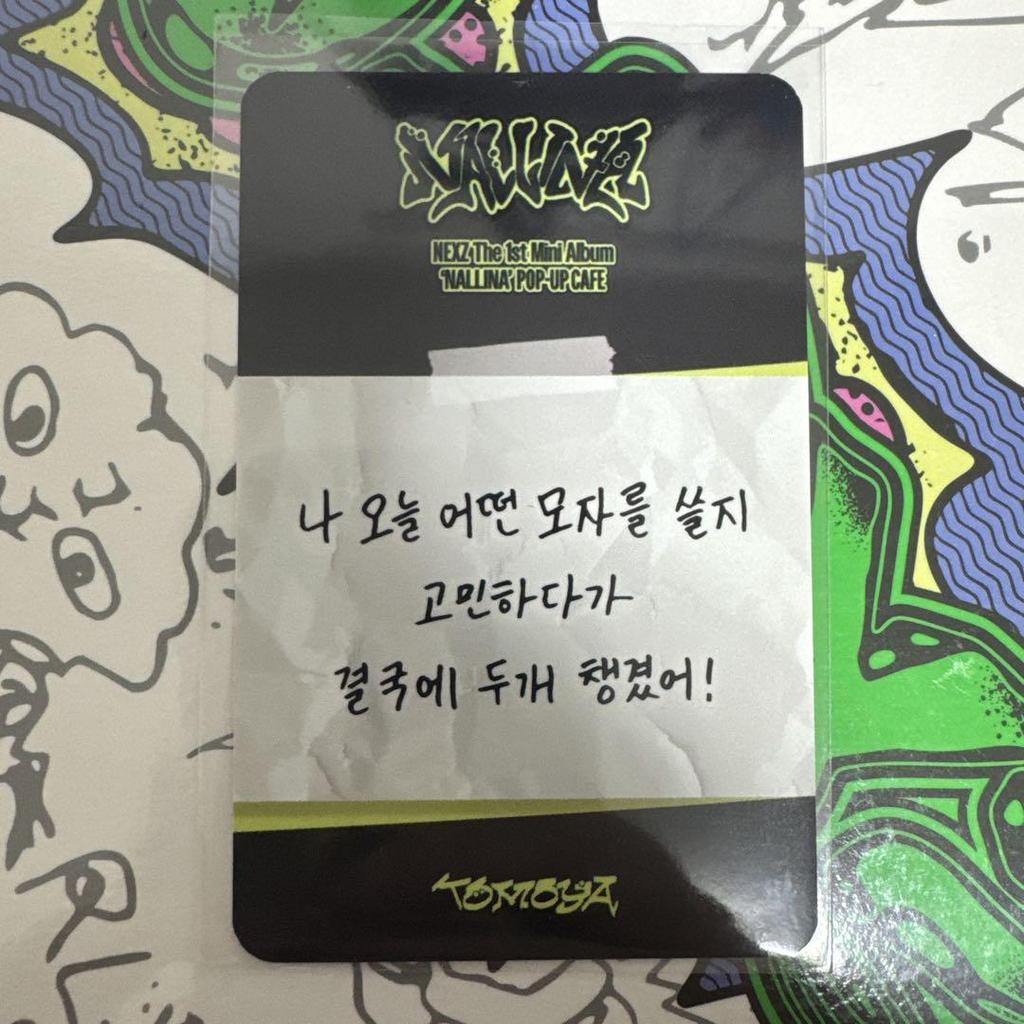 NALLINA
NEXZ The 1st Mini Album
'NALLINA' POP-UP CAFE
나 오늘 어떤 모자를 쓸지
고민하다가
결국에 두개 챙겼어!
TOMOYA